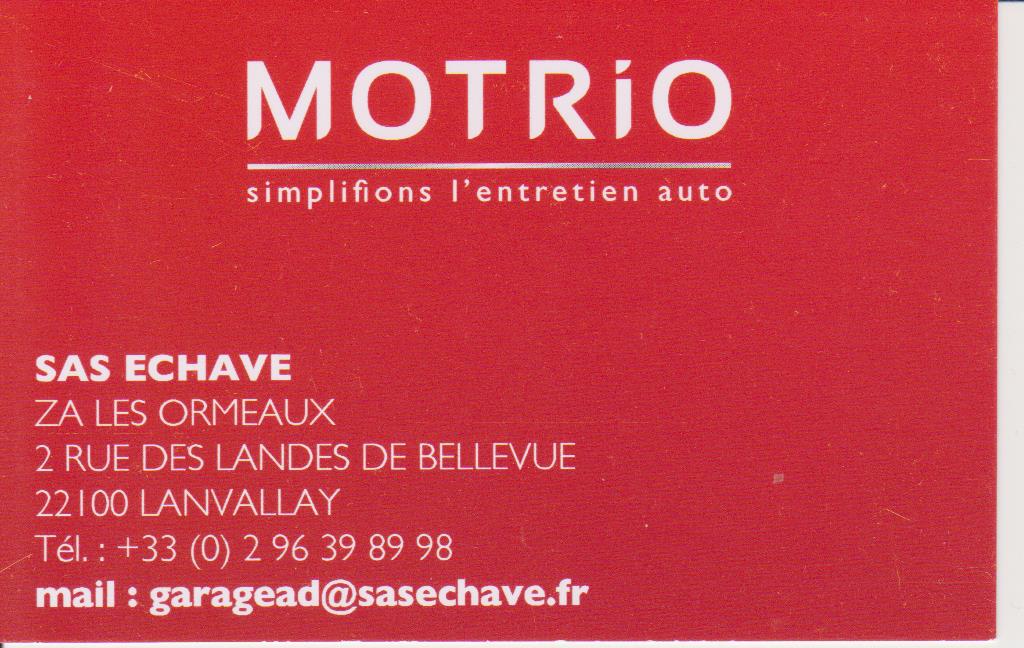 MOTRiO
simplifions l'entretien auto
SAS ECHAVE
ZA LES ORMEAUX
2 RUE DES LANDES DE BELLEVUE
22100 LANVALLAY
Tél. : +33 (0) 2 96 39 89 98
mail : garagead@sasechave.fr